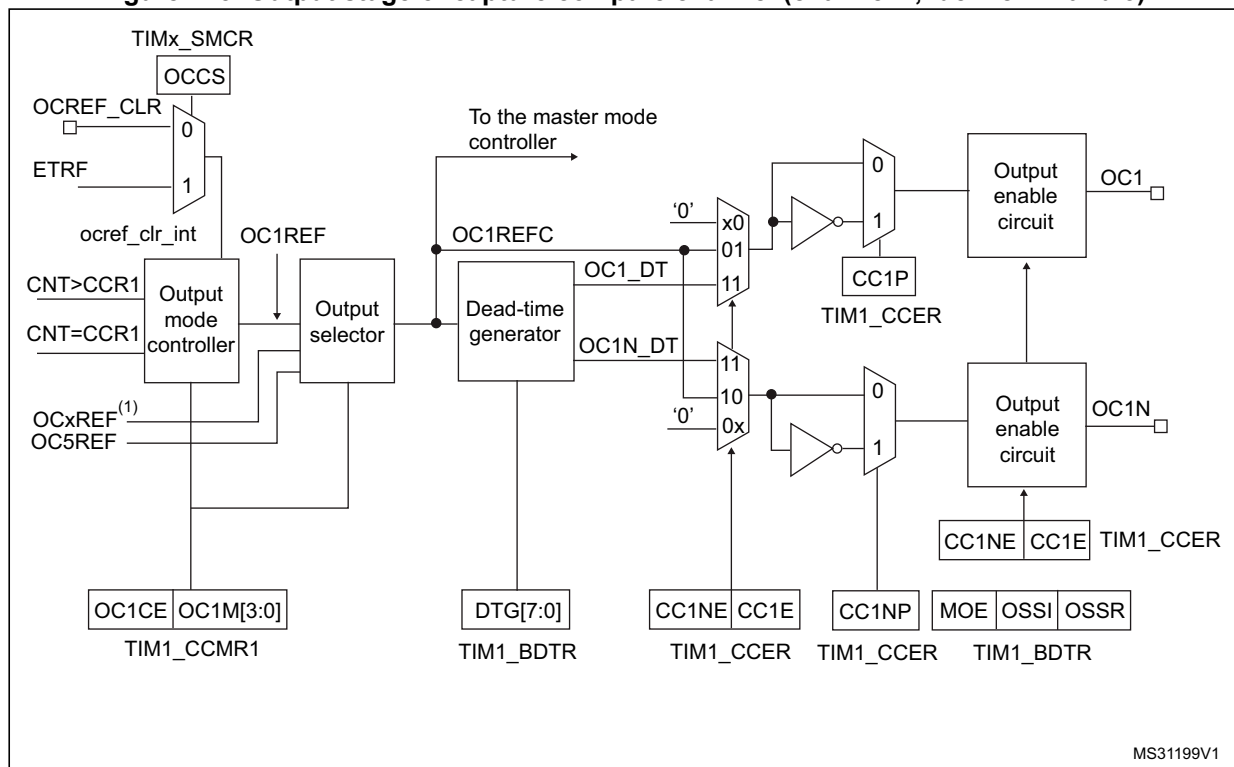 TIMx_SMCR
OCCS
OCREF_CLR
0
ETRF
1
ocref_clr_int
To the master mode
controller
OC1REF
OC1REFC
CNT>CCR1
CNT=CCR1
Output
mode
controller
Output
selector
OCxREF(1)
OC5REF
Dead-time
generator
OC1_DT
OC1N_DT
'0'
x0
01
11
11
10
'0'
0x
0
1
CC1P
TIM1_CCER
0
1
Output
enable
circuit
OC1
Output
enable
circuit
OC1N
CC1NE CC1E TIM1_CCER
OC1CE OC1M[3:0]
TIM1_CCMR1
DTG[7:0]
TIM1_BDTR
CC1NE CC1E
TIM1_CCER
CC1NP
TIM1_CCER
MOE OSSI OSSR
TIM1_BDTR
MS31199V1